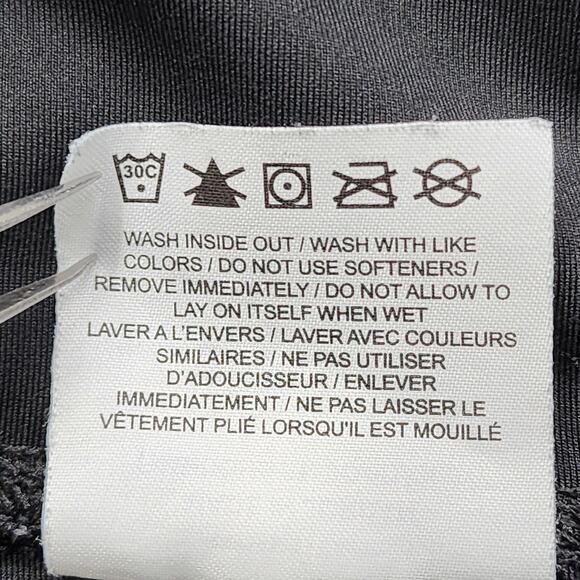 30C
WASH INSIDE OUT / WASH WITH LIKE
COLORS / DO NOT USE SOFTENERS /
REMOVE IMMEDIATELY / DO NOT ALLOW TO
LAY ON ITSELF WHEN WET
LAVER A L'ENVERS / LAVER AVEC COULEURS
SIMILAIRES / NE PAS UTILISER
D'ADOUCISSEUR / ENLEVER
IMMEDIATEMENT / NE PAS LAISSER LE
VÊTEMENT PLIÉ LORSQU'IL EST MOUILLÉ